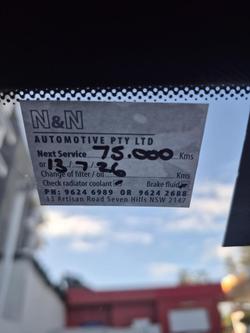 N&N
AUTOMOTIVE PTY LTD
Next Service 75.000 Kms
or 13/7/26
Change of filter / oil Kms
Check radiator coolant Brake fluid
PH: 9624 6989 OR 9624 2688
13 Artisan Road Seven Hills NSW 2147